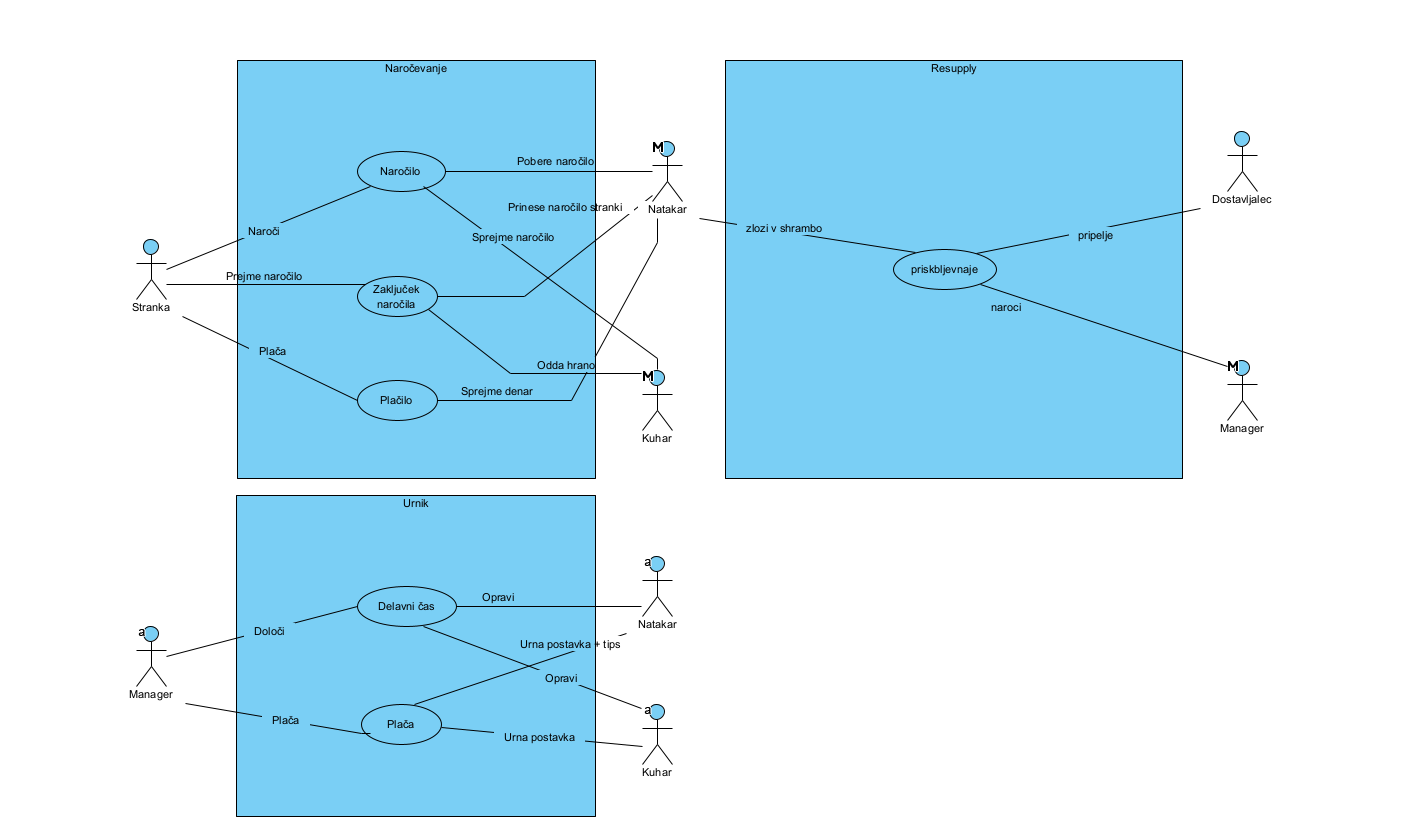 Naročevanje
Naročilo
Pobere naročilo
M
Natakar
Prinese naročilo stranki
Naroči
Sprejme naročilo
Stranka
Prejme naročilo
Zaključek
naročila
Plača
Odda hrano
M
Kuhar
Plačilo
Sprejme denar
Resupply
Dostavljalec
zlozi v shrambo
pripelje
priskbljevnaje
naroci
M
Manager
Urnik
a
Natakar
Delavni čas
Opravi
Določi
a
Manager
Urna postavka + tips
Opravi
Plača
Plača
Urna postavka
a
Kuhar